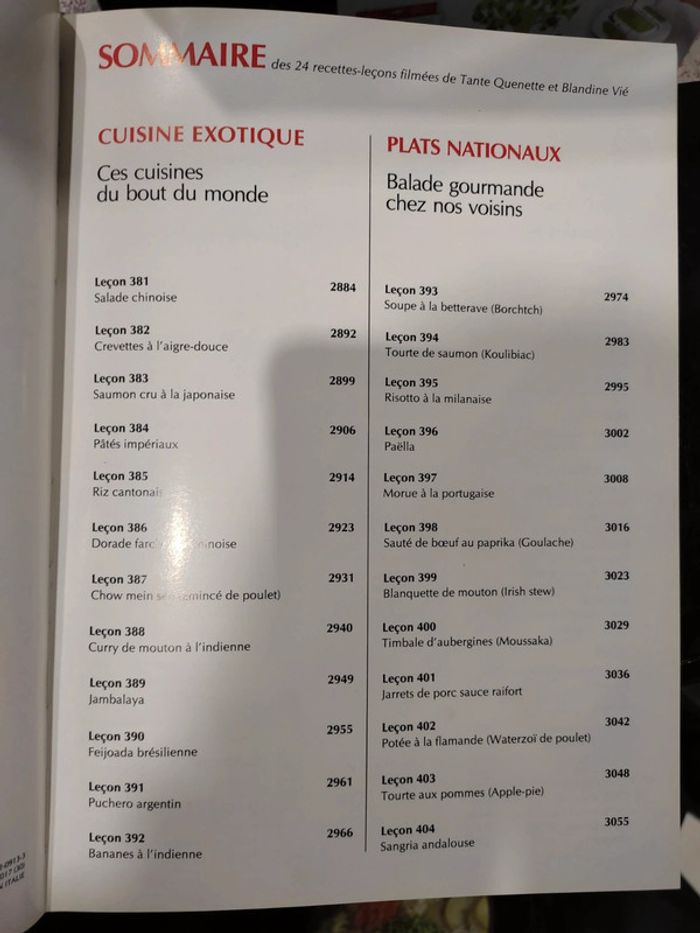 SOMMAIRE des 24 recettes-leçons filmées de Tante Quenette et Blandine Vié
CUISINE EXOTIQUE
Ces cuisines
du bout du monde
Leçon 381 2884
Salade chinoise
Leçon 382 2892
Crevettes à l'aigre-douce
Leçon 383 2899
Saumon cru à la japonaise
Leçon 384 2906
Pâtés impériaux
Leçon 385 2914
Riz cantonais
Leçon 386 2923
Dorade
Leçon 387 2931
Chow mein de poulet)
Leçon 388 2940
Curry de mouton à l'indienne
Leçon 389 2949
Jambalaya
Leçon 390 2955
Feijoada brésilienne
Leçon 391 2961
Puchero argentin
Leçon 392 2966
Bananes à l'indienne
PLATS NATIONAUX
Balade gourmande
chez nos voisins
Leçon 393 2974
Soupe à la betterave (Borchtch)
Leçon 394 2983
Tourte de saumon (Koulibiac)
Leçon 395 2995
Risotto à la milanaise
Leçon 396 3002
Paëlla
Leçon 397 3008
Morue à la portugaise
Leçon 398 3016
Sauté de bœuf au paprika (Goulache)
Leçon 399 3023
Blanquette de mouton (Irish stew)
Leçon 400 3029
Timbale d'aubergines (Moussaka)
Leçon 401 3036
Jarrets de porc sauce raifort
Leçon 402 3042
Potée à la flamande (Waterzoï de poulet)
Leçon 403 3048
Tourte aux pommes (Apple-pie)
Leçon 404 3055
Sangria andalouse